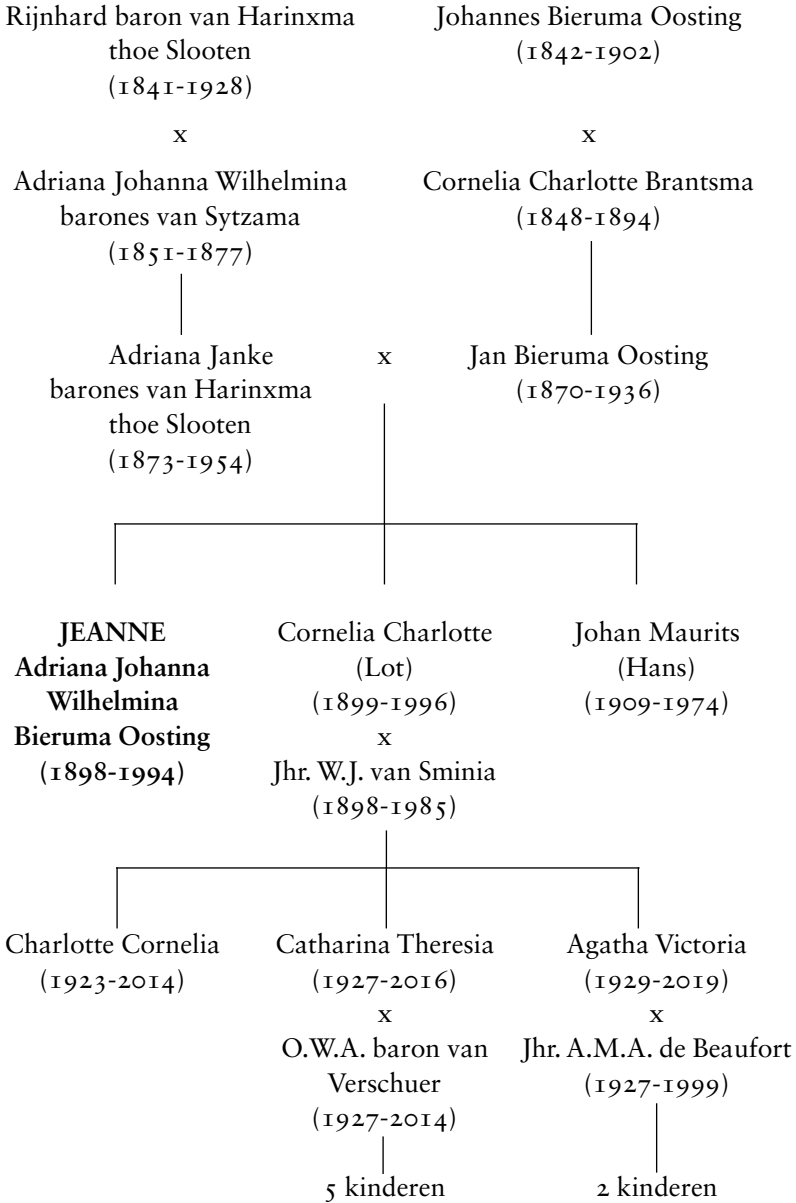 Rijnhard baron van Harinxma
thoe Slooten
(1841-1928)
x
Adriana Johanna Wilhelmina
barones van Sytzama
(1851-1877)
Johannes Bieruma Oosting
(1842-1902)
x
Cornelia Charlotte Brantsma
(1848-1894)
Adriana Janke
barones van Harinxma
thoe Slooten
(1873-1954)
x
Jan Bieruma Oosting
(1870-1936)
JEANNE
Adriana Johanna
Wilhelmina
Bieruma Oosting
(1898-1994)
Cornelia Charlotte
(Lot)
(1899-1996)
x
Jhr. W.J. van Sminia
(1898-1985)
Johan Maurits
(Hans)
(1909-1974)
Charlotte Cornelia
(1923-2014)
Catharina Theresia
(1927-2016)
x
O.W.A. baron van
Verschuer
(1927-2014)
5 kinderen
Agatha Victoria
(1929-2019)
x
Jhr. A.M.A. de Beaufort
(1927-1999)
2 kinderen